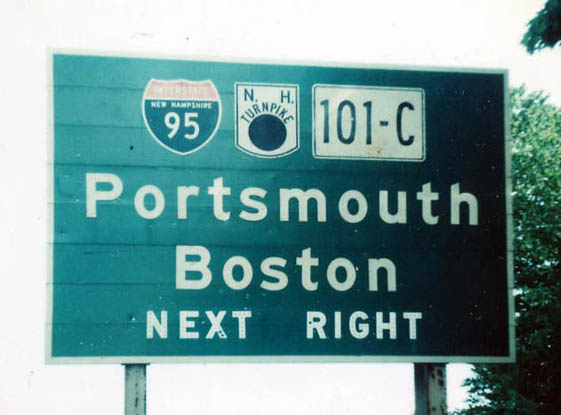 INTERSTATE
NEW HAMPSHIRE
95
N. H.
TURNPIKE
101-C
Portsmouth
Boston
NEXT RIGHT